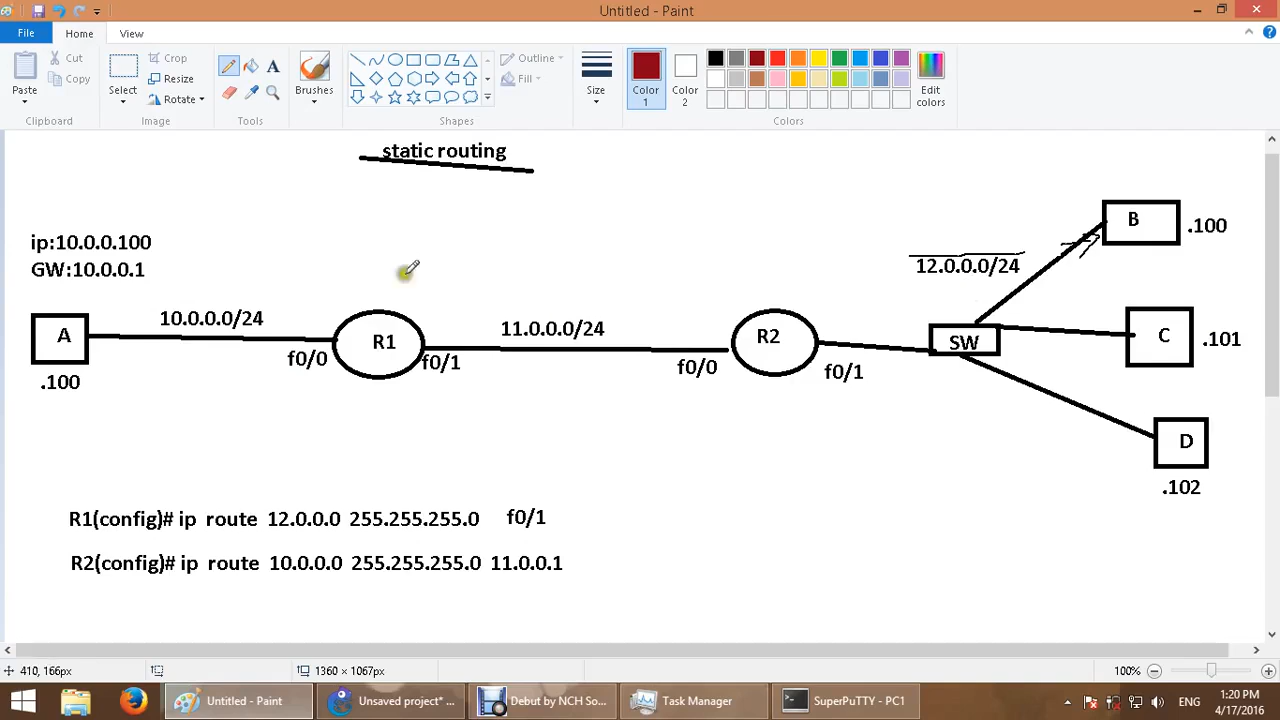 Untitled - Paint
File
Home
View
Paste
Cut
Copy
Clipboard
Select
Crop
Resize
Rotate
Image
Tools
Brushes
Shapes
Outline
Fill
Size
Color 1
Color 2
Colors
Edit colors
static routing
ip:10.0.0.100
GW:10.0.0.1
A
.100
10.0.0.0/24
f0/0
R1
f0/1
11.0.0.0/24
f0/0
R2
f0/1
SW
12.0.0.0/24
B
.100
C
.101
D
.102
R1(config)# ip route 12.0.0.0 255.255.255.0 f0/1
R2(config)# ip route 10.0.0.0 255.255.255.0 11.0.0.1
410, 166px
1360 × 1067px
100%
Untitled - Paint
Unsaved project* ...
Debut by NCH So...
Task Manager
SuperPuTTY - PC1
ENG
1:20 PM
4/17/2016